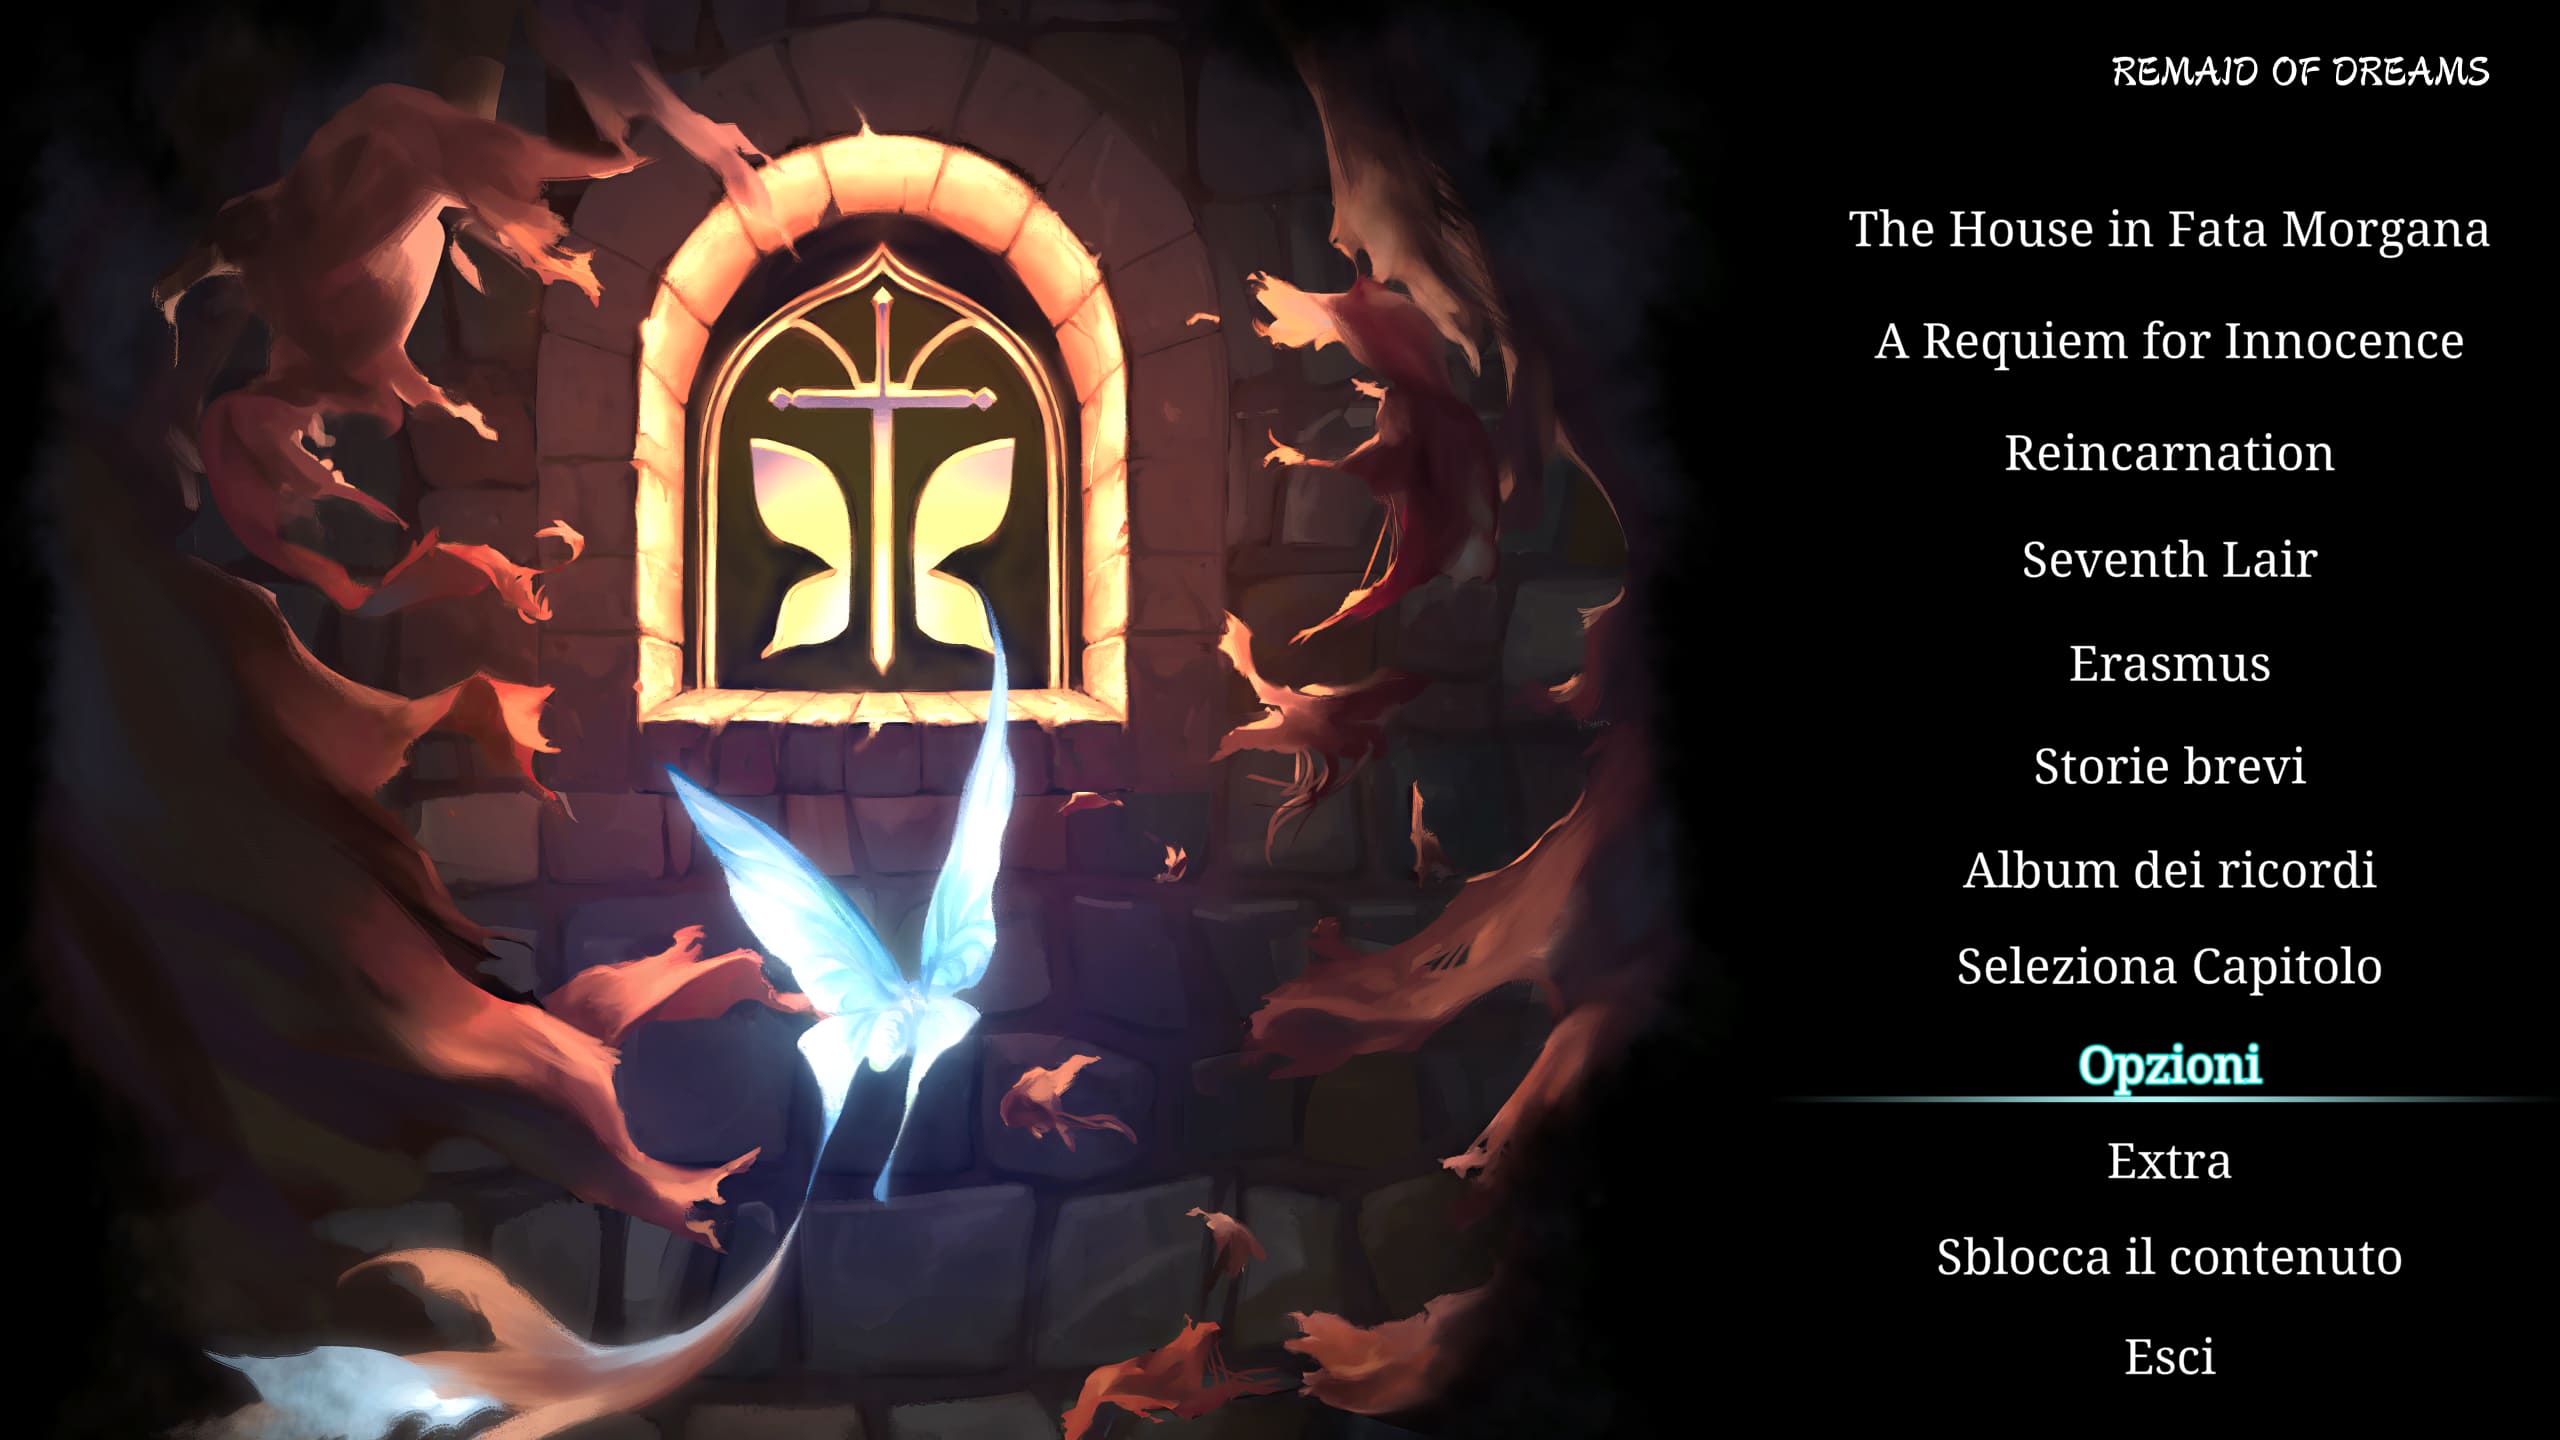 REMAID OF DREAMS
The House in Fata Morgana
A Requiem for Innocence
Reincarnation
Seventh Lair
Erasmus
Storie brevi
Album dei ricordi
Seleziona Capitolo
Opzioni
Extra
Sblocca il contenuto
Esci